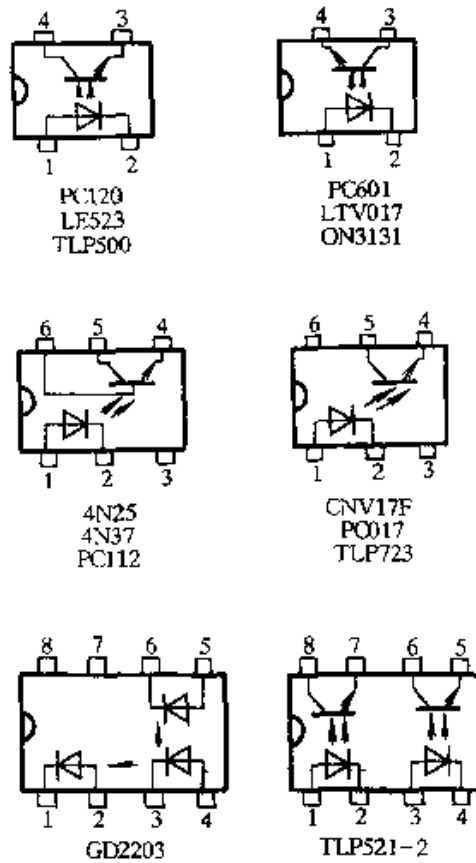 4 3
4 3
1 2
1 2
PC120
LE523
TLP500
PC601
LTV017
ON3131
6 5 4
6 5 4
1 2 3
1 2 3
4N25
4N37
PC112
CNV17F
PC017
TLP723
8 7 6 5
8 7 6 5
1 2 3 4
1 2 3 4
GD2203
TLP521-2